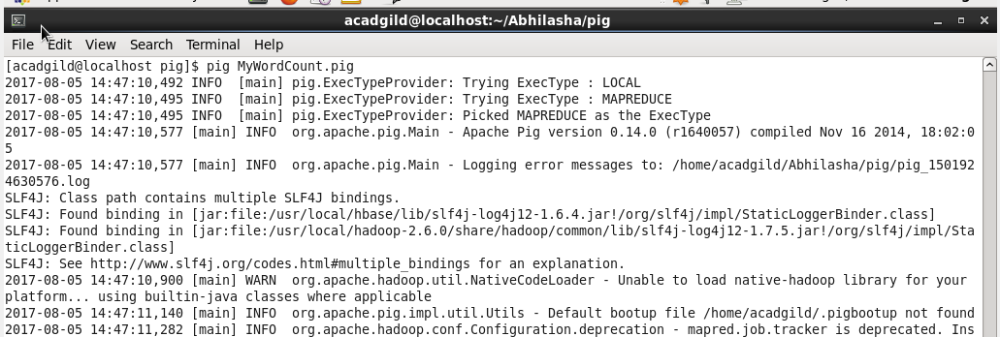 acadgild@localhost:~/Abhilasha/pig
File Edit View Search Terminal Help
[acadgild@localhost pig]$ pig MyWordCount.pig
2017-08-05 14:47:10,492 INFO  [main] pig.ExecTypeProvider: Trying ExecType : LOCAL
2017-08-05 14:47:10,495 INFO  [main] pig.ExecTypeProvider: Trying ExecType : MAPREDUCE
2017-08-05 14:47:10,495 INFO  [main] pig.ExecTypeProvider: Picked MAPREDUCE as the ExecType
2017-08-05 14:47:10,577 [main] INFO  org.apache.pig.Main - Apache Pig version 0.14.0 (r1640057) compiled Nov 16 2014, 18:02:0
5
2017-08-05 14:47:10,577 [main] INFO  org.apache.pig.Main - Logging error messages to: /home/acadgild/Abhilasha/pig/pig_150192
4630576.log
SLF4J: Class path contains multiple SLF4J bindings.
SLF4J: Found binding in [jar:file:/usr/local/hbase/lib/slf4j-log4j12-1.6.4.jar!/org/slf4j/impl/StaticLoggerBinder.class]
SLF4J: Found binding in [jar:file:/usr/local/hadoop-2.6.0/share/hadoop/common/lib/slf4j-log4j12-1.7.5.jar!/org/slf4j/impl/Sta
ticLoggerBinder.class]
SLF4J: See http://www.slf4j.org/codes.html#multiple_bindings for an explanation.
2017-08-05 14:47:10,900 [main] WARN  org.apache.hadoop.util.NativeCodeLoader - Unable to load native-hadoop library for your
platform... using builtin-java classes where applicable
2017-08-05 14:47:11,140 [main] INFO  org.apache.pig.impl.util.Utils - Default bootup file /home/acadgild/.pigbootup not found
2017-08-05 14:47:11,282 [main] INFO  org.apache.hadoop.conf.Configuration.deprecation - mapred.job.tracker is deprecated. Ins